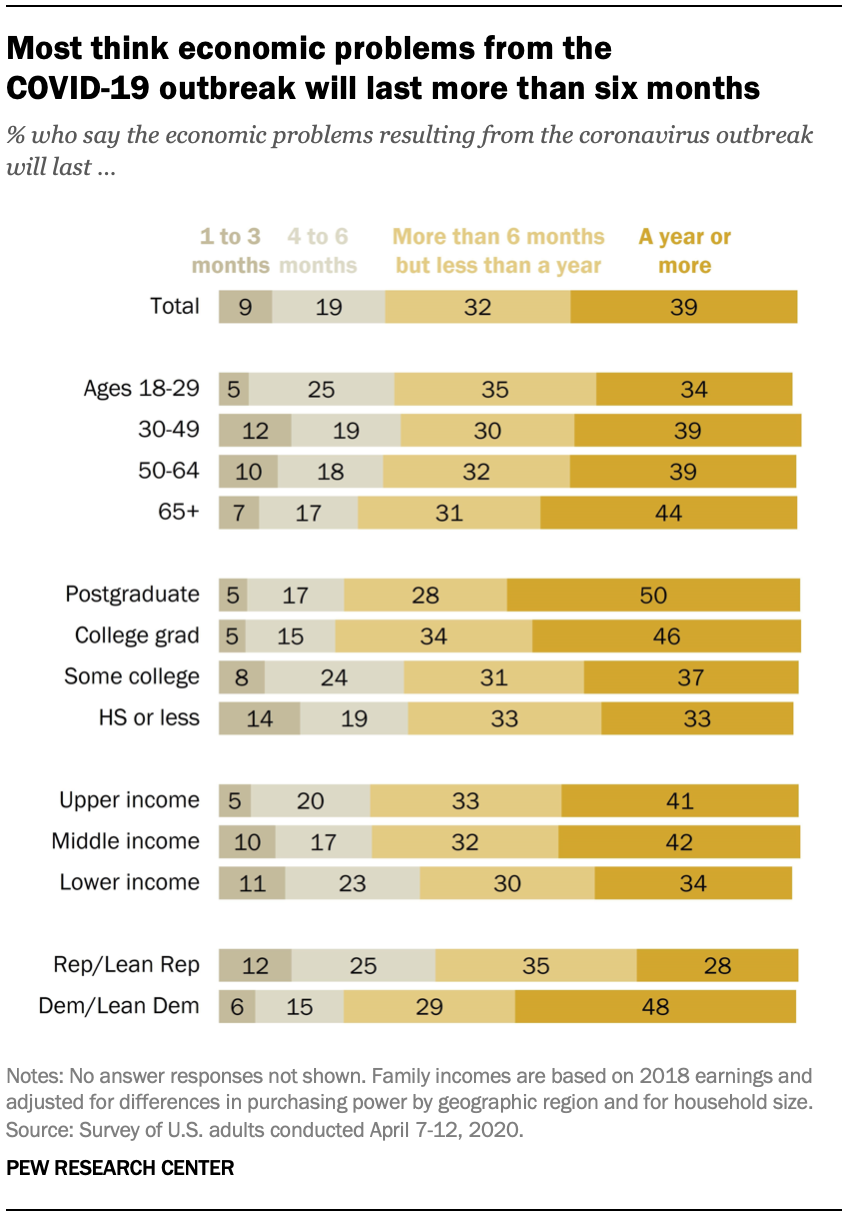 Most think economic problems from the
COVID-19 outbreak will last more than six months
% who say the economic problems resulting from the coronavirus outbreak
will last ...
1 to 3 months
4 to 6 months
More than 6 months but less than a year
A year or more
Total 9 19 32 39
Ages 18-29 5 25 35 34
30-49 12 19 30 39
50-64 10 18 32 39
65+ 7 17 31 44
Postgraduate 5 17 28 50
College grad 5 15 34 46
Some college 8 24 31 37
HS or less 14 19 33 33
Upper income 5 20 33 41
Middle income 10 17 32 42
Lower income 11 23 30 34
Rep/Lean Rep 12 25 35 28
Dem/Lean Dem 6 15 29 48
Notes: No answer responses not shown. Family incomes are based on 2018 earnings and
adjusted for differences in purchasing power by geographic region and for household size.
Source: Survey of U.S. adults conducted April 7-12, 2020.
PEW RESEARCH CENTER